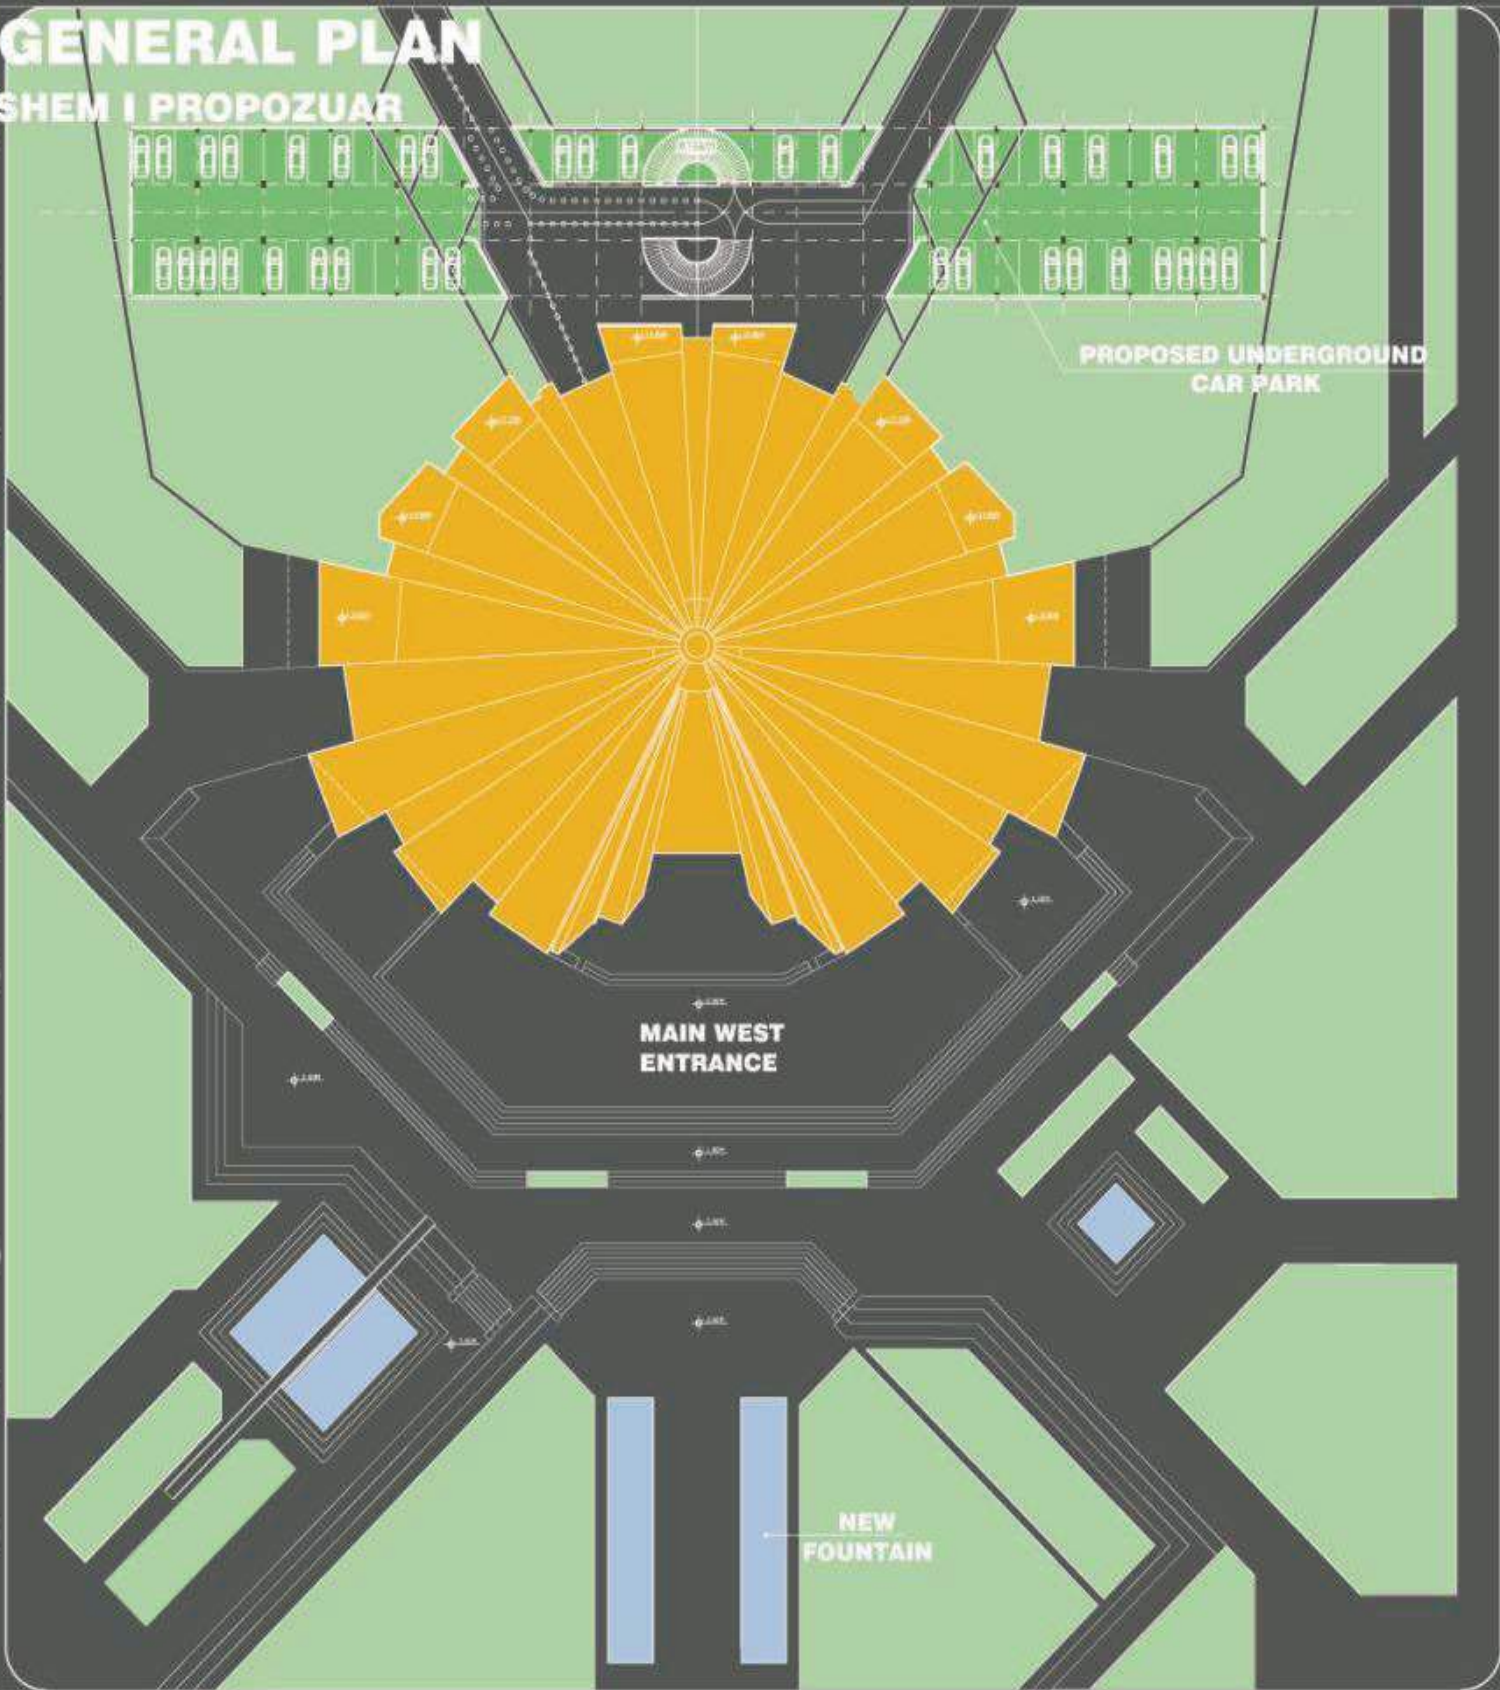 GENERAL PLAN
SHEM I PROPOZUAR
PROPOSED UNDERGROUND
CAR PARK
MAIN WEST
ENTRANCE
NEW
FOUNTAIN